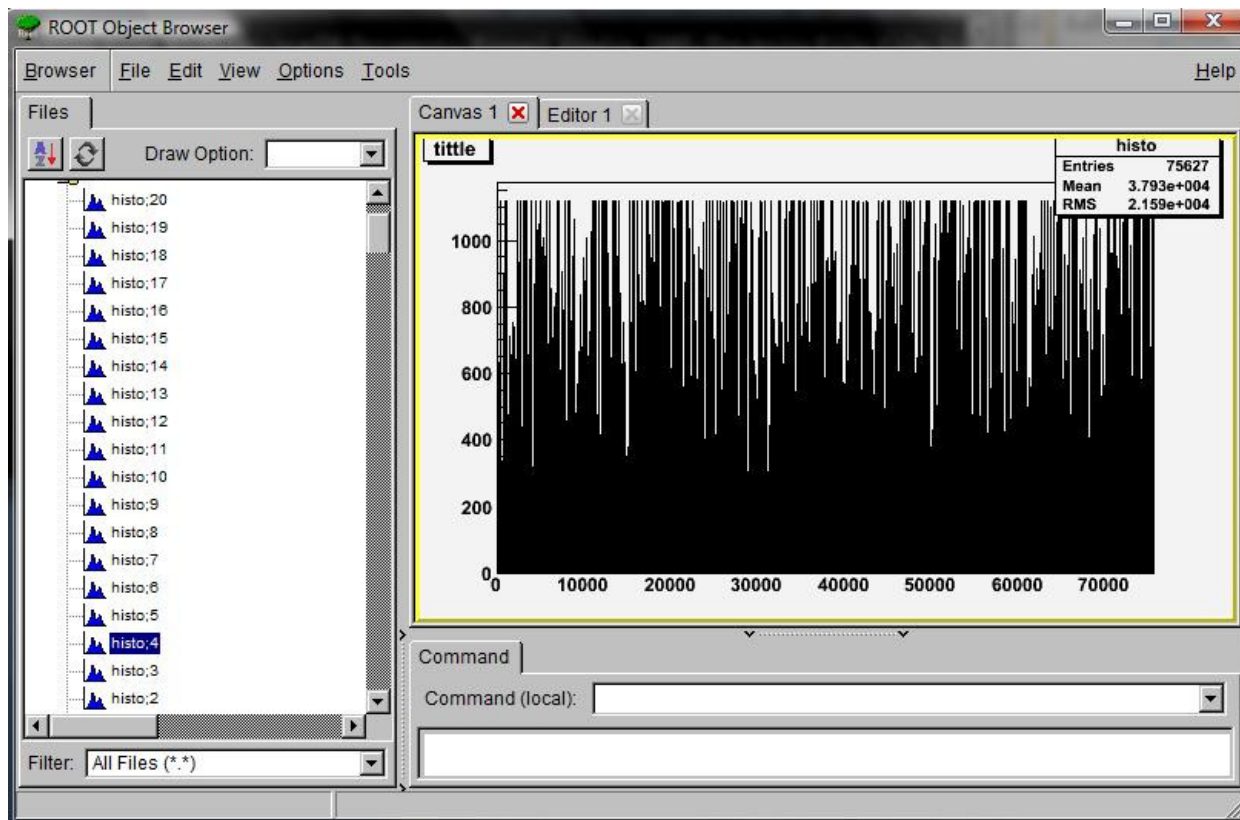 ROOT Object Browser
Browser File Edit View Options Tools Help
Files
Draw Option:
histo;20
histo;19
histo;18
histo;17
histo;16
histo;15
histo;14
histo;13
histo;12
histo;11
histo;10
histo;9
histo;8
histo;7
histo;6
histo;5
histo;4
histo;3
histo;2
Filter: All Files (*.*)
Canvas 1 Editor 1
tittle
histo
Entries 75627
Mean 3.793e+004
RMS 2.159e+004
1000
800
600
400
200
0
0 10000 20000 30000 40000 50000 60000 70000
Command
Command (local):